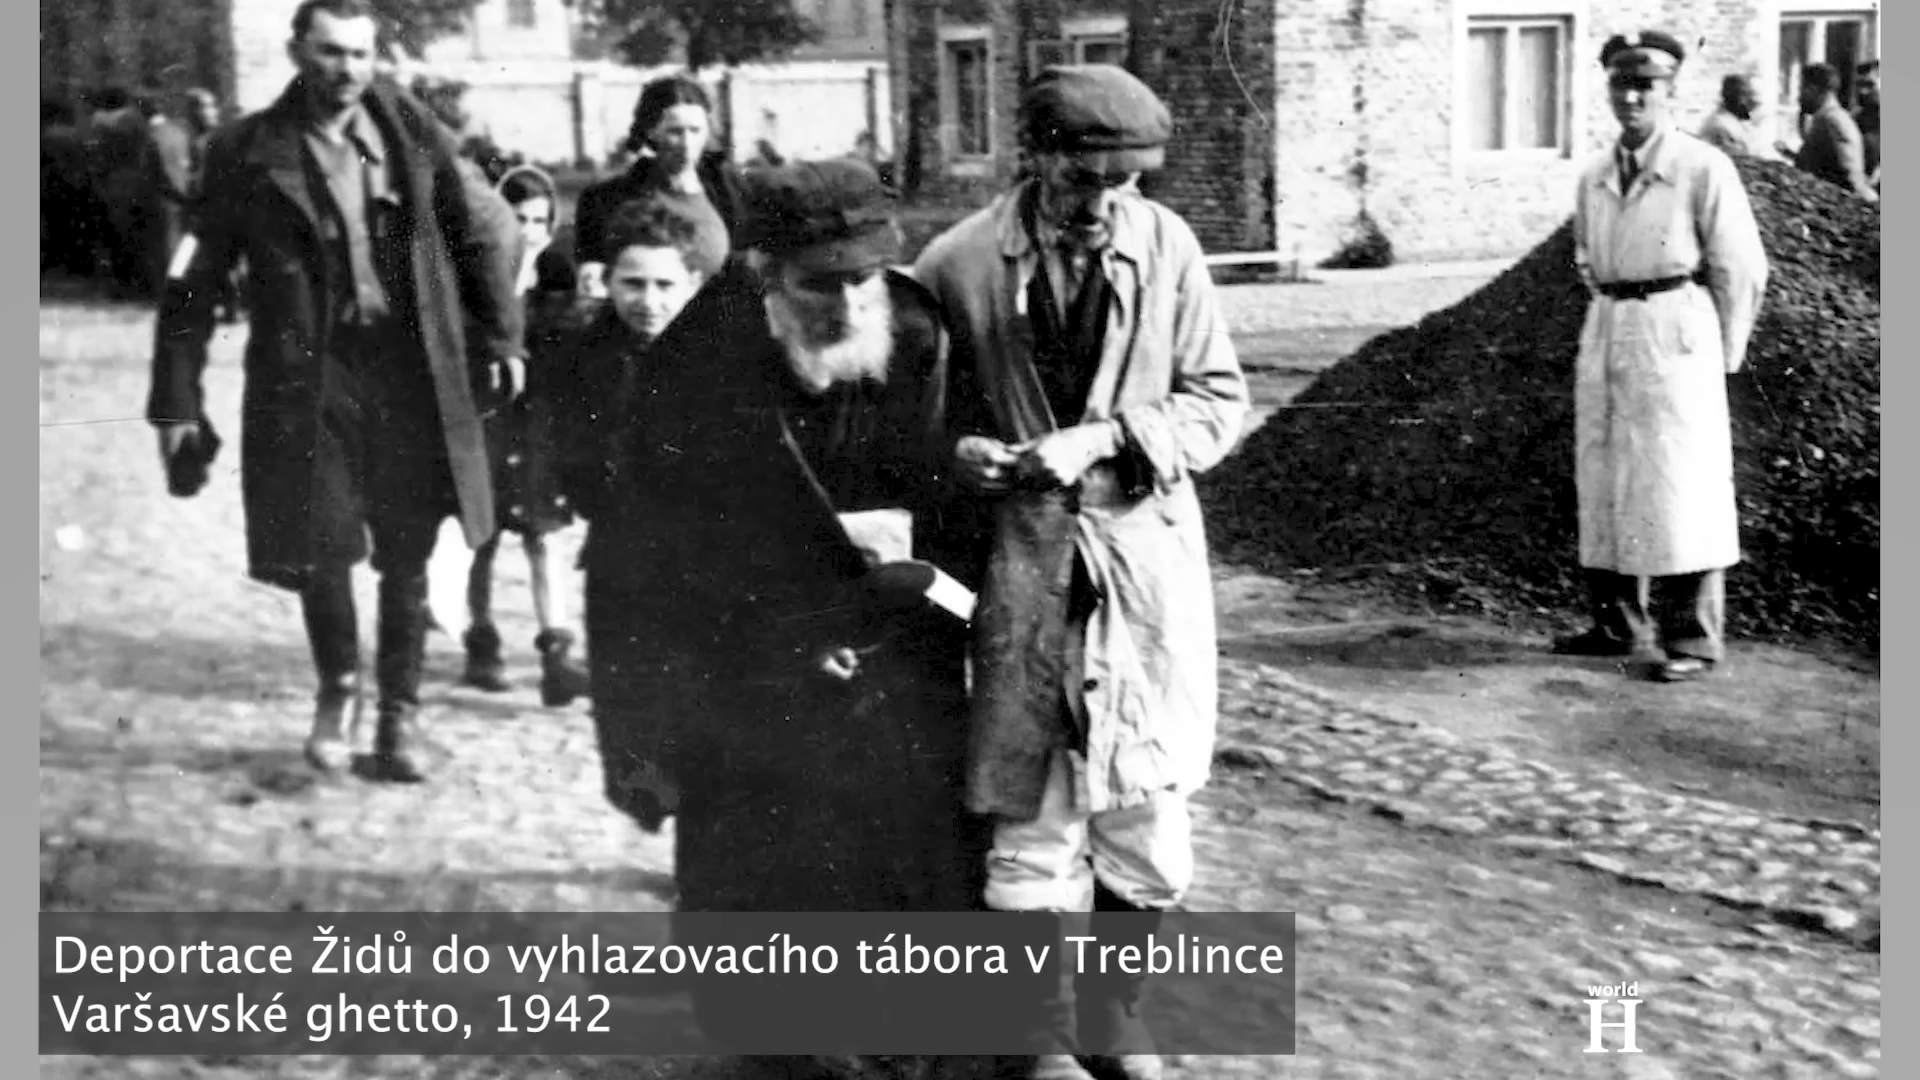 Deportace Židů do vyhlazovacího tábora v Treblince
Varšavské ghetto, 1942
world
H